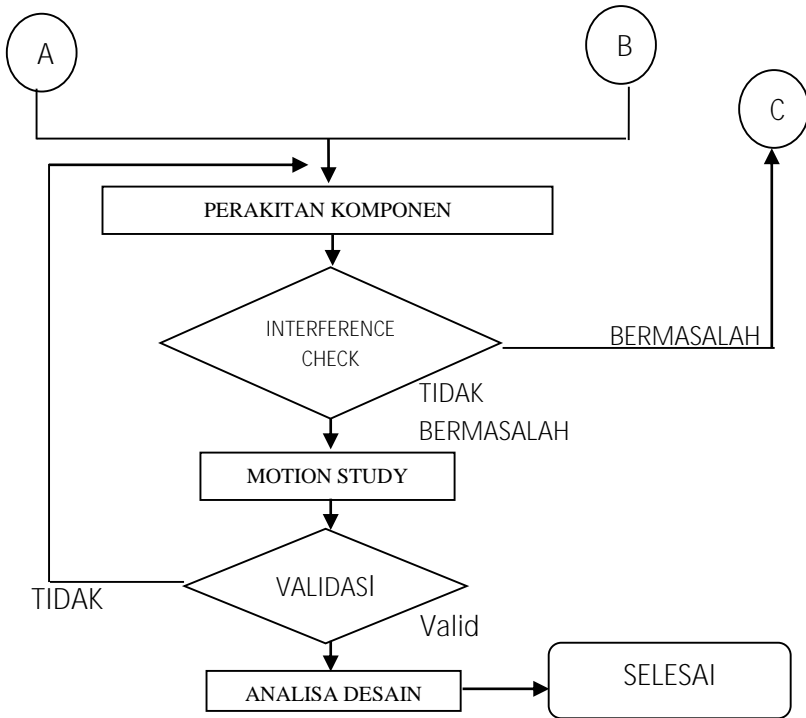 A
B
C
PERAKITAN KOMPONEN
INTERFERENCE
CHECK
BERMASALAH
TIDAK
BERMASALAH
MOTION STUDY
VALIDASI
TIDAK
Valid
ANALISA DESAIN
SELESAI